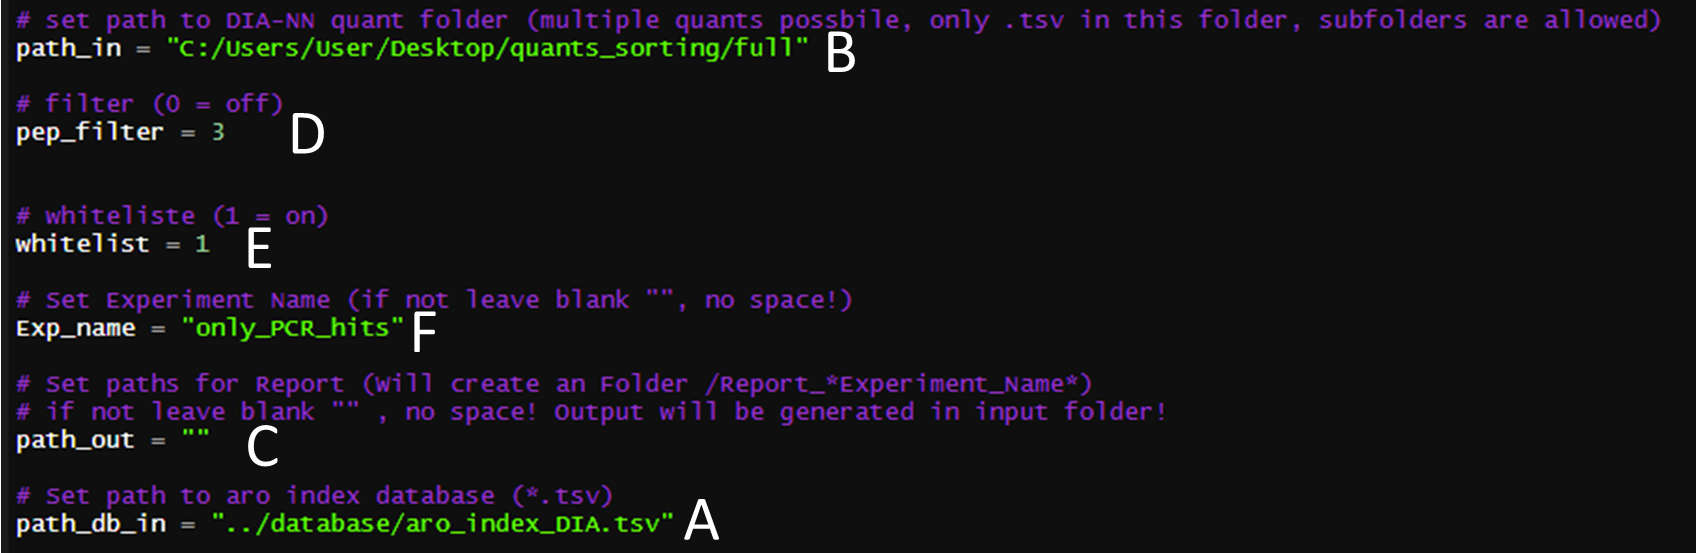 # set path to DIA-NN quant folder (multiple quants possbile, only .tsv in this folder, subfolders are allowed)
path_in = "C:/Users/User/Desktop/quants_sorting/full" B
# filter (0 = off)
pep_filter = 3 D
# whiteliste (1 = on)
whitelist = 1 E
# Set Experiment Name (if not leave blank "", no space!)
Exp_name = "only_PCR_hits" F
# Set paths for Report (Will create an Folder /Report_*Experiment_Name*)
# if not leave blank "" , no space! Output will be generated in input folder!
path_out = "" C
# Set path to aro index database (*.tsv)
path_db_in = "../database/aro_index_DIA.tsv" A